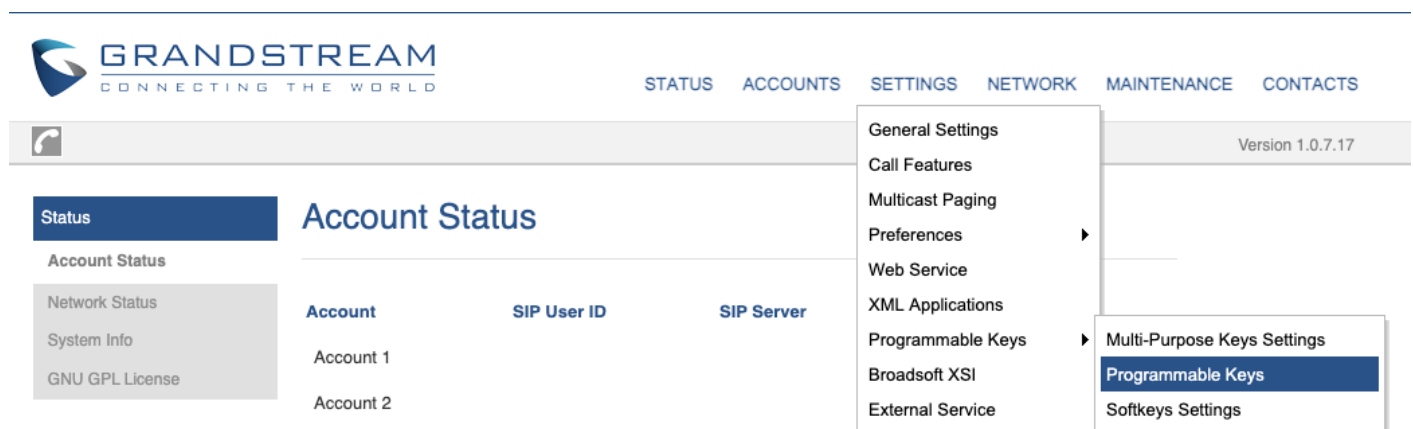 GRANDSTREAM
CONNECTING THE WORLD
STATUS ACCOUNTS SETTINGS NETWORK MAINTENANCE CONTACTS
General Settings
Version 1.0.7.17
Call Features
Multicast Paging
Status
Account Status
Preferences
Account Status
Web Service
Network Status
Account SIP User ID SIP Server
XML Applications
System Info
Programmable Keys
Multi-Purpose Keys Settings
Account 1
GNU GPL License
Broadsoft XSI
Programmable Keys
Account 2
External Service
Softkeys Settings